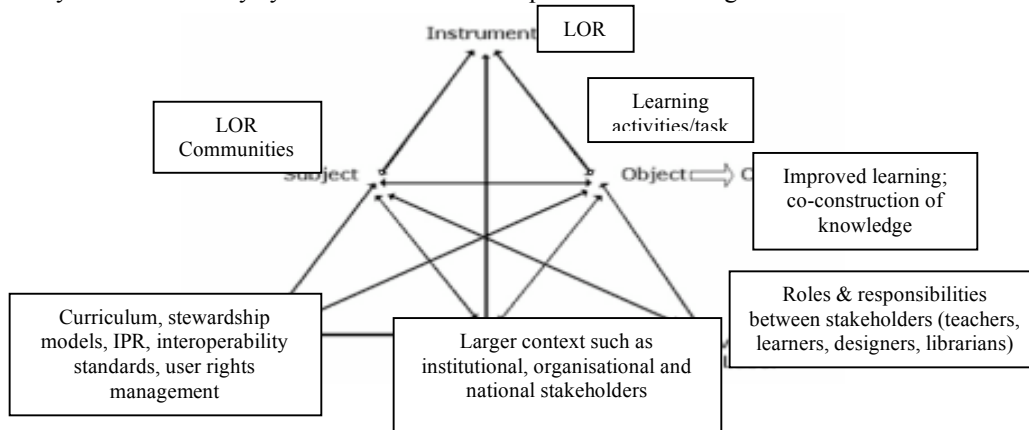 Instrument
LOR
Learning
activities/task
LOR
Communities
Subject
Object
Improved learning;
co-construction of
knowledge
Roles & responsibilities
between stakeholders (teachers,
learners, designers, librarians)
Curriculum, stewardship
models, IPR, interoperability
standards, user rights
management
Larger context such as
institutional, organisational and
national stakeholders